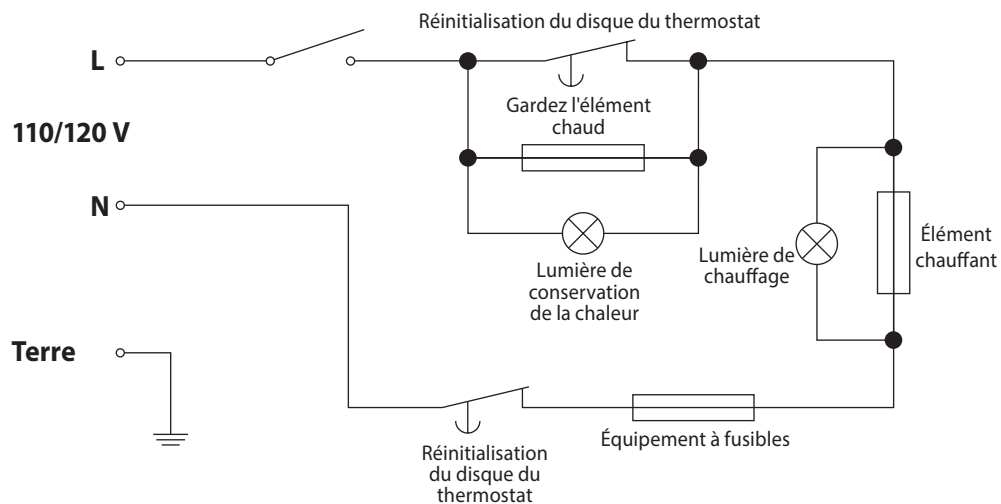 Réinitialisation du disque du thermostat
L
Gardez l'élément
chaud
110/120 V
N
Lumière de
conservation
de la chaleur
Lumière de
chauffage
Élément
chauffant
Terre
Réinitialisation
du disque du
thermostat
Équipement à fusibles